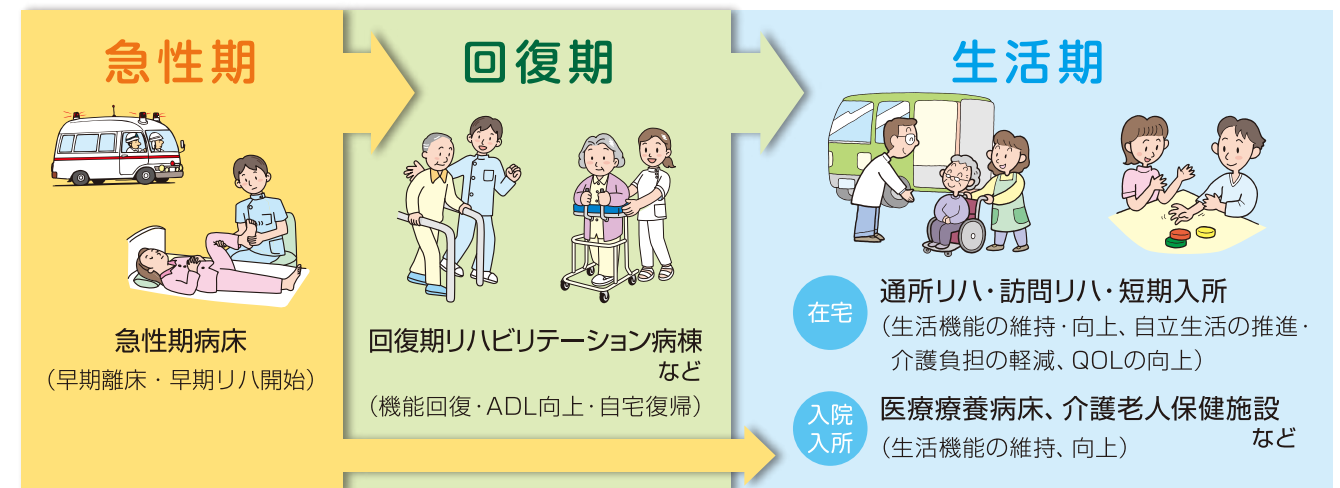 急性期
急性期病床
（早期離床・早期リハ開始）
回復期
回復期リハビリテーション病棟
など
（機能回復・ADL向上・自宅復帰）
生活期
在宅
通所リハ・訪問リハ・短期入所
（生活機能の維持・向上、自立生活の推進・
介護負担の軽減、QOLの向上）
入院
入所
医療療養病床、介護老人保健施設
など
（生活機能の維持、向上）